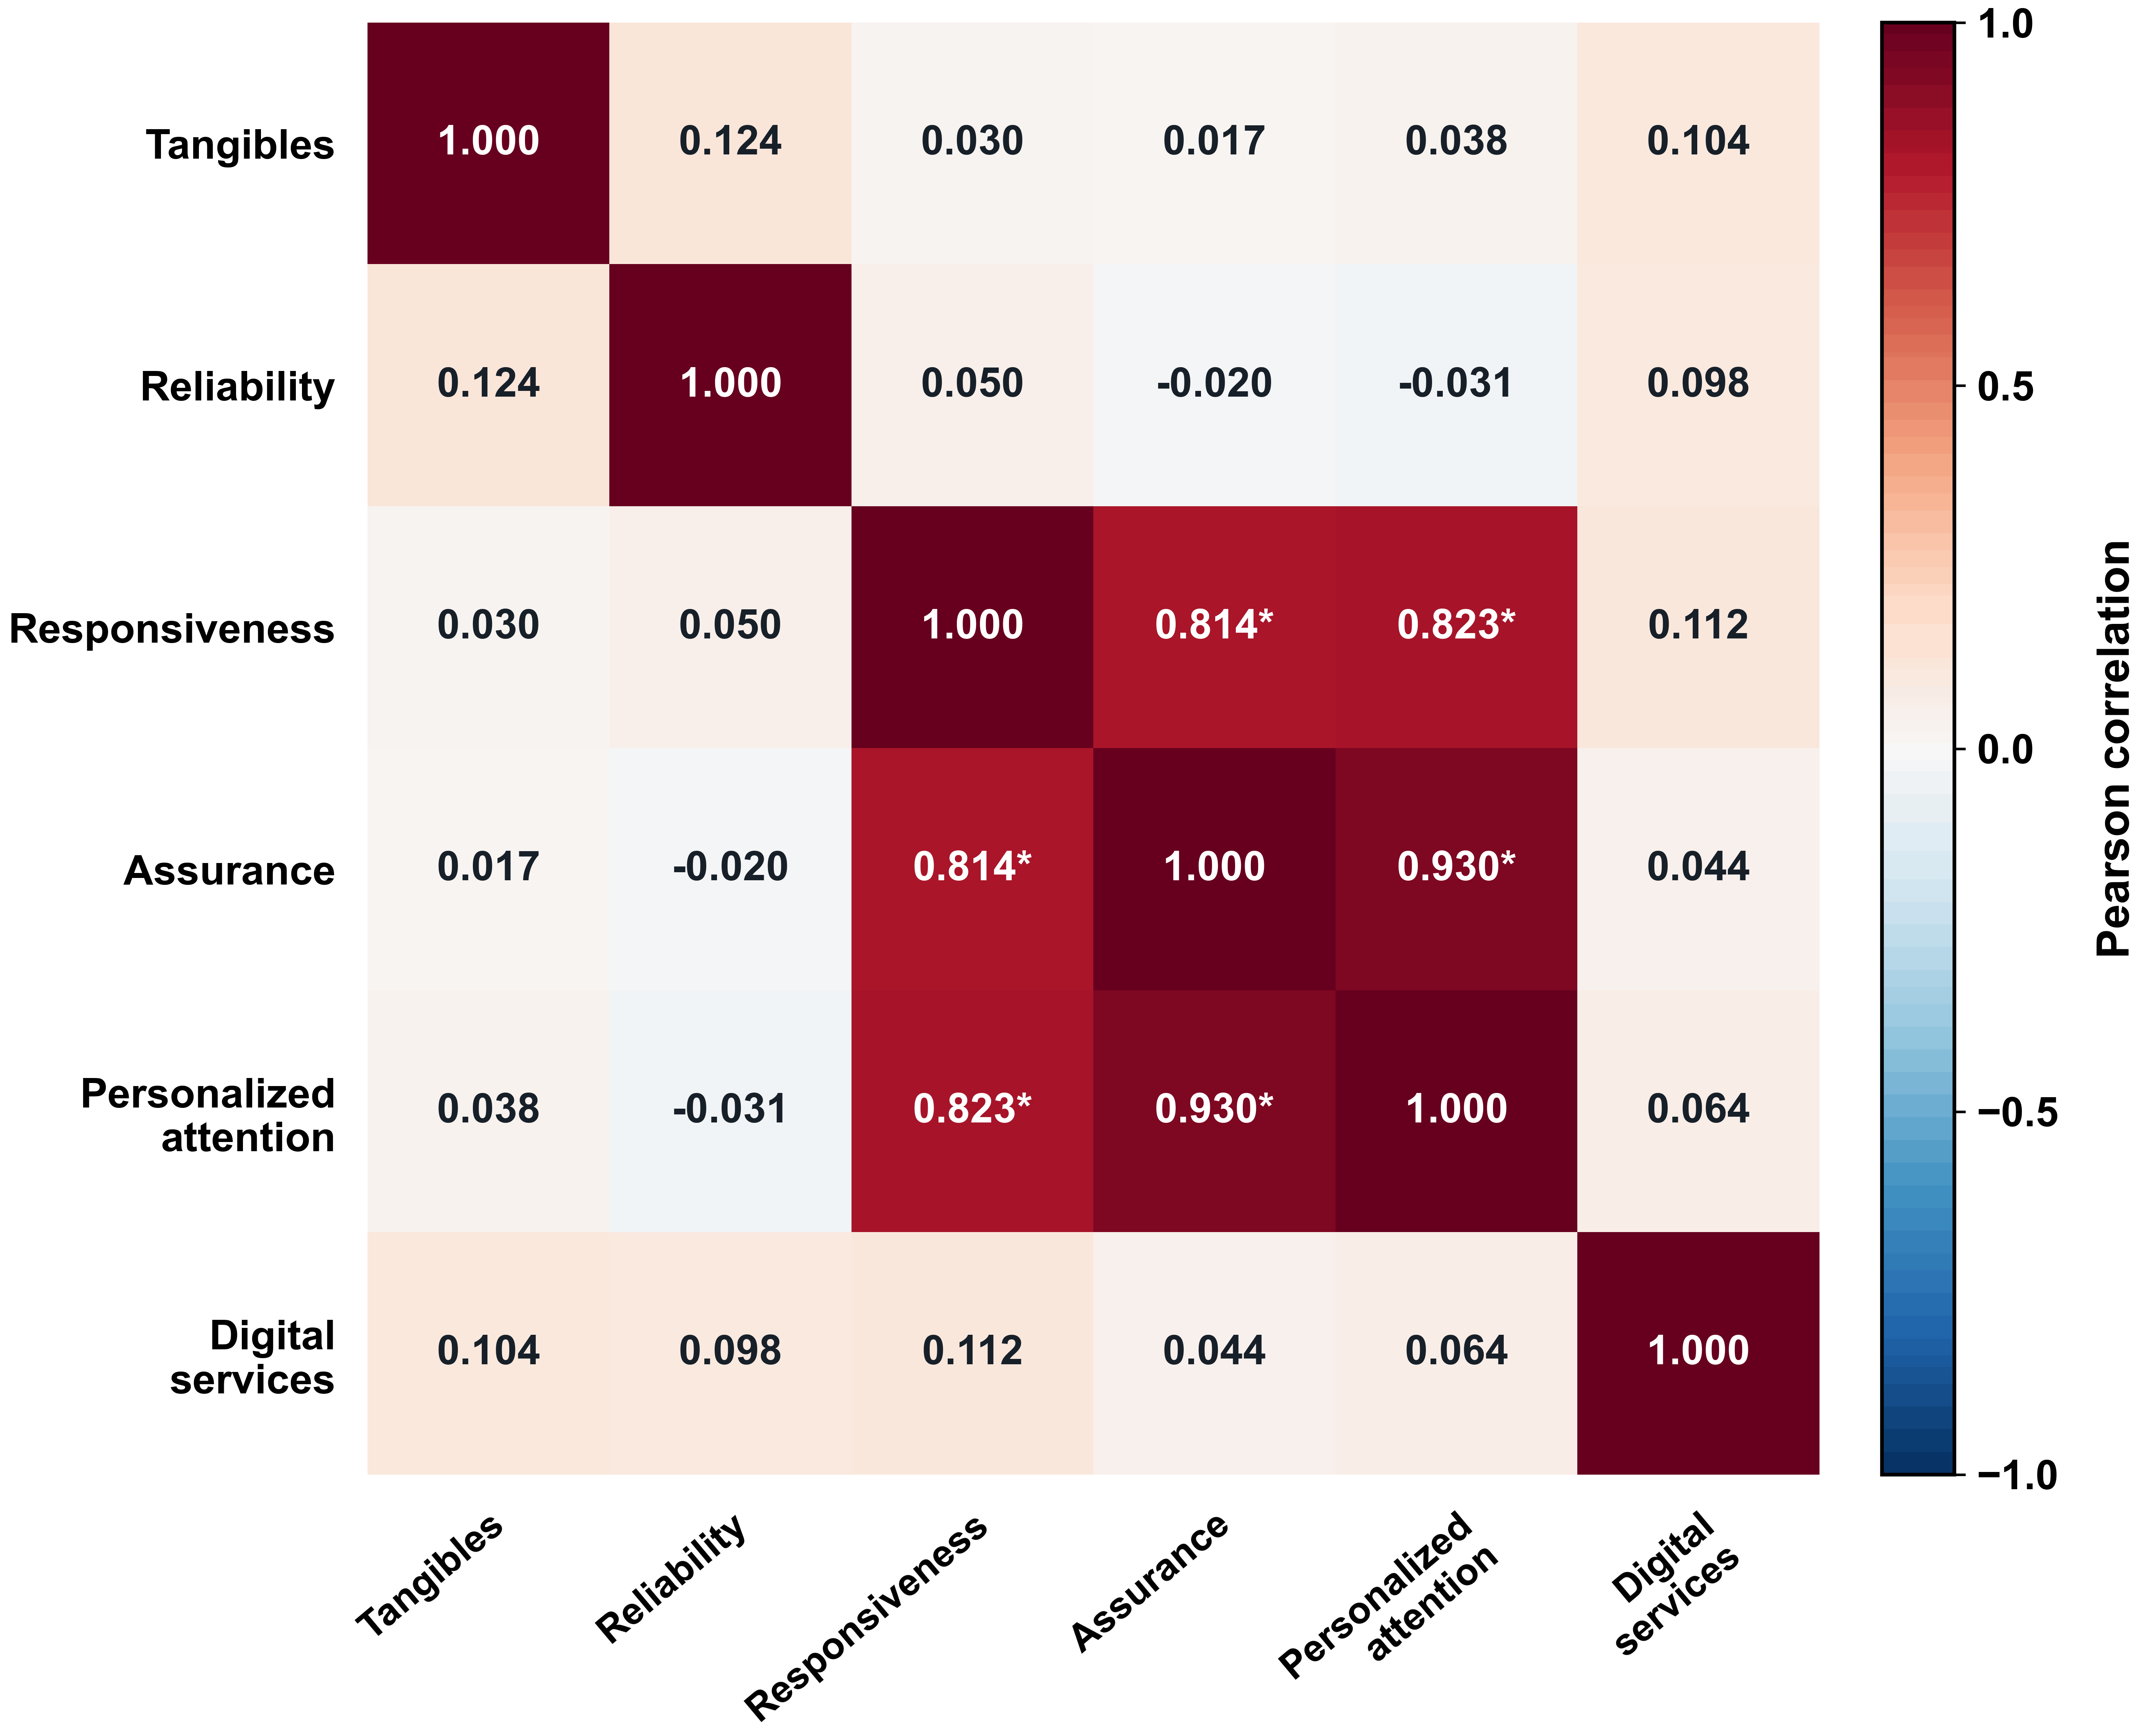 Tangibles 1.000 0.124 0.030 0.017 0.038 0.104
Reliability 0.124 1.000 0.050 -0.020 -0.031 0.098
Responsiveness 0.030 0.050 1.000 0.814* 0.823* 0.112
Assurance 0.017 -0.020 0.814* 1.000 0.930* 0.044
Personalized
attention 0.038 -0.031 0.823* 0.930* 1.000 0.064
Digital
services 0.104 0.098 0.112 0.044 0.064 1.000
Tangibles
Reliability
Responsiveness
Assurance
Personalized
attention
Digital
services
1.0
0.5
0.0
−0.5
−1.0
Pearson correlation